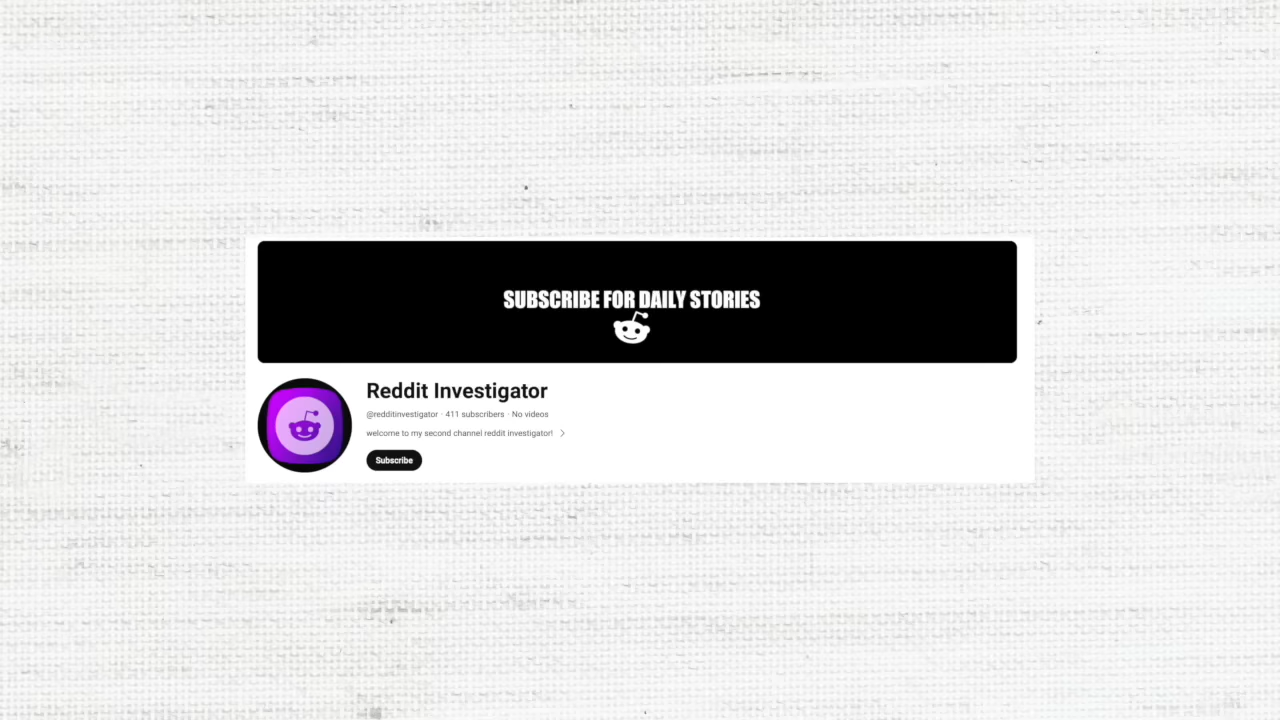 SUBSCRIBE FOR DAILY STORIES
Reddit Investigator
@redditinvestigator · 411 subscribers · No videos
welcome to my second channel reddit investigator!
Subscribe